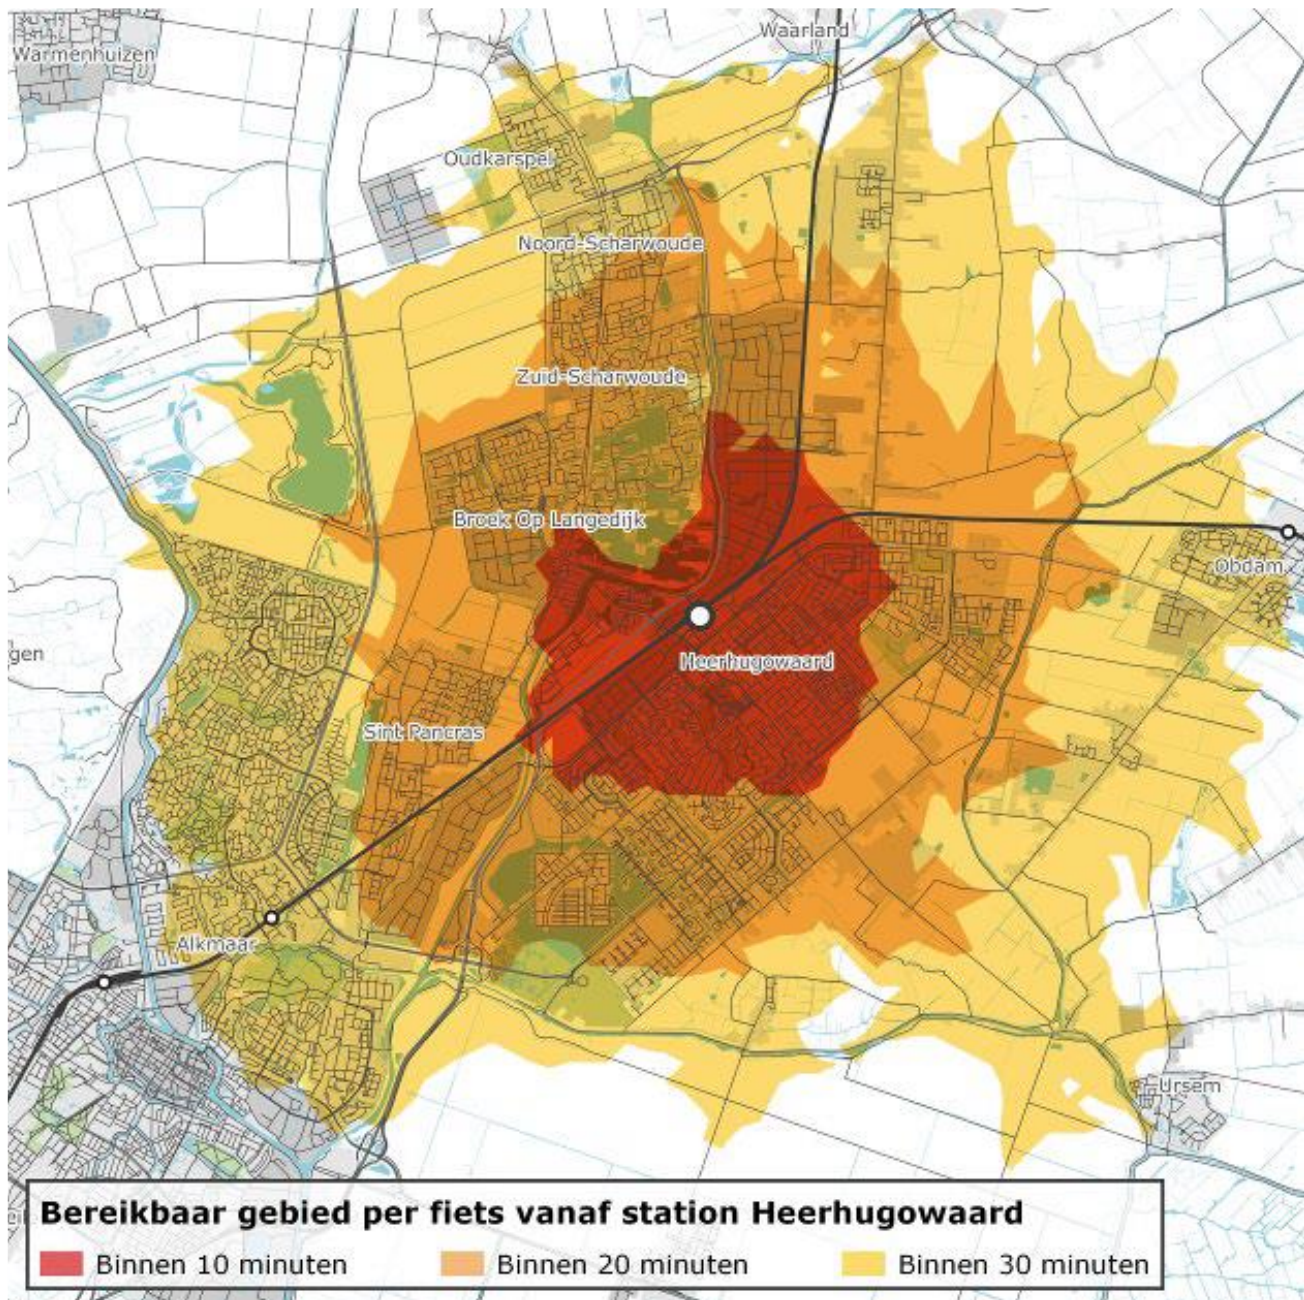 Waarland
Warmenhuizen
Oudkarspel
Noord-Scharwoude
Zuid-Scharwoude
Broek Op Langedijk
Obdam
gen
Heerhugowaard
Sint Pancras
Alkmaar
Ursem
Bereikbaar gebied per fiets vanaf station Heerhugowaard
Binnen 10 minuten Binnen 20 minuten Binnen 30 minuten